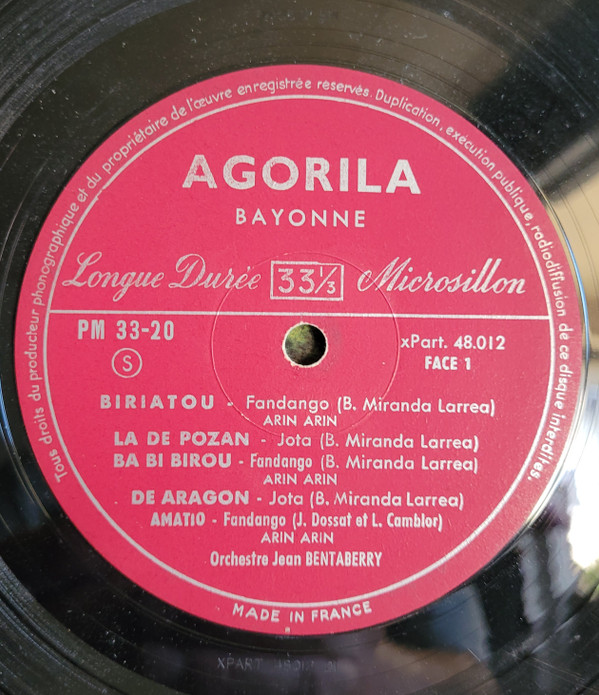 Tous droits du producteur phonographique et du propriétaire de l'œuvre enregistrée réservés. Duplication, exécution publique, radiodiffusion de ce disque interdites.
AGORILA
BAYONNE
Longue Durée 33⅓ Microsillon
PM 33-20
xPart. 48.012
S
FACE 1
BIRIATOU - Fandango (B. Miranda Larrea)
ARIN ARIN
LA DE POZAN - Jota (B. Miranda Larrea)
BA BI BIROU - Fandango (B. Miranda Larrea)
ARIN ARIN
DE ARAGON - Jota (B. Miranda Larrea)
AMATIO - Fandango (J. Dossat et L. Camblor)
ARIN ARIN
Orchestre Jean BENTABERRY
MADE IN FRANCE
XPART